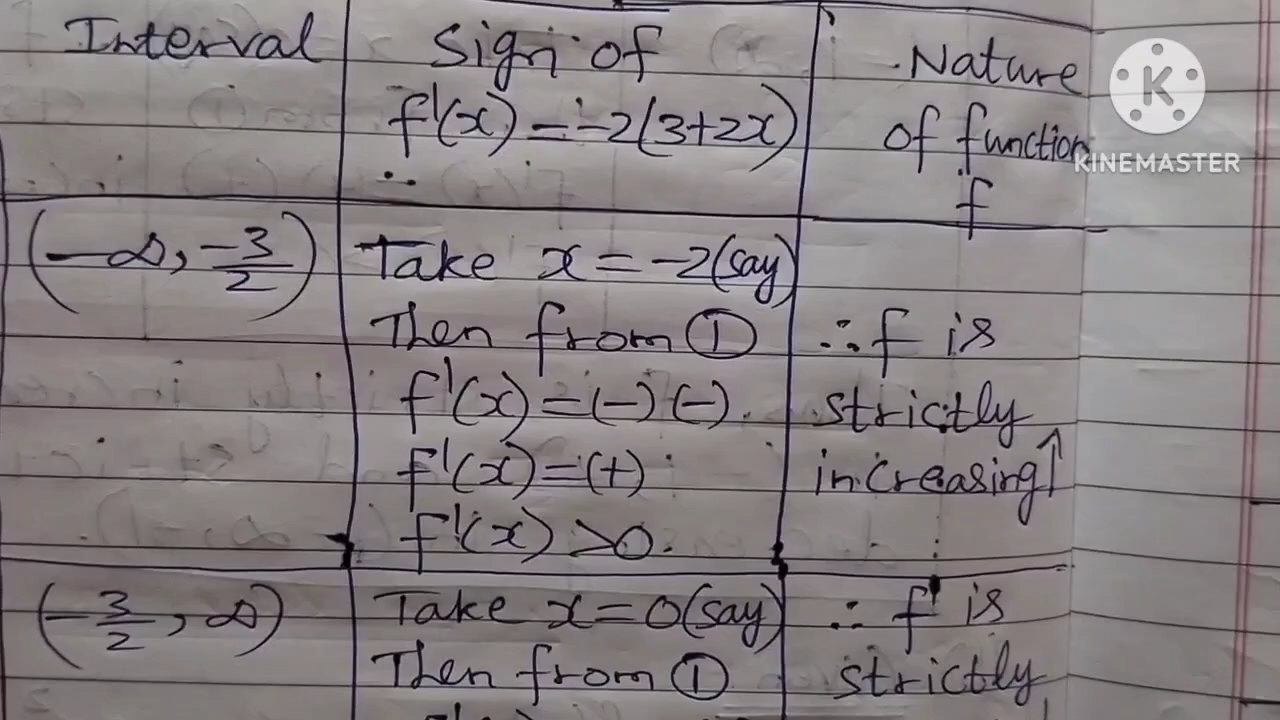 Interval
Sign of
f'(x) = -2(3+2x)
∴
Nature
of function
f
KINEMASTER
(-∞, -3/2)
Take x = -2(say)
Then from ①
f'(x) = (-) (-).
f'(x) = (+)
f'(x) > 0.
∴ f is
strictly
increasing↑
(-3/2, ∞)
Take x = 0(say)
Then from ①
∴ f is
strictly